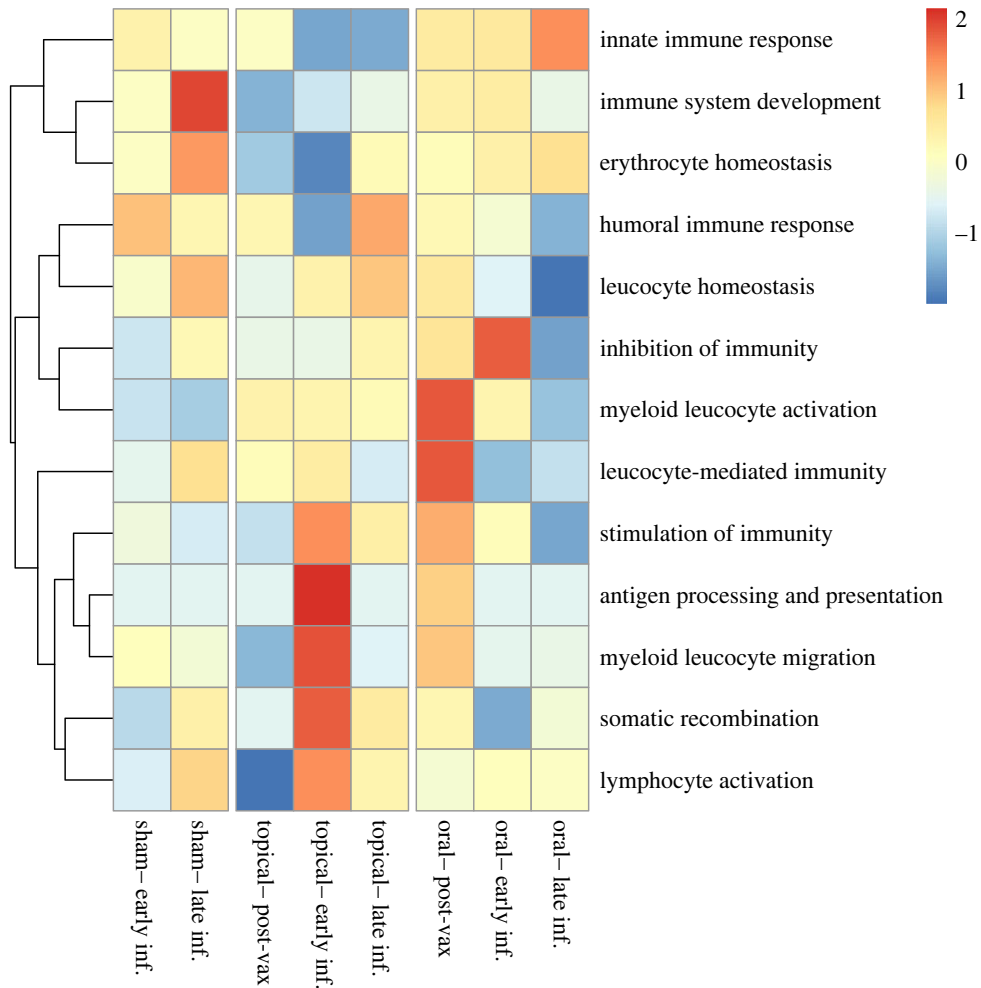 innate immune response
immune system development
erythrocyte homeostasis
humoral immune response
leucocyte homeostasis
inhibition of immunity
myeloid leucocyte activation
leucocyte-mediated immunity
stimulation of immunity
antigen processing and presentation
myeloid leucocyte migration
somatic recombination
lymphocyte activation
2
1
0
–1
sham– early inf.
sham– late inf.
topical– post-vax
topical– early inf.
topical– late inf.
oral– post-vax
oral– early inf.
oral– late inf.